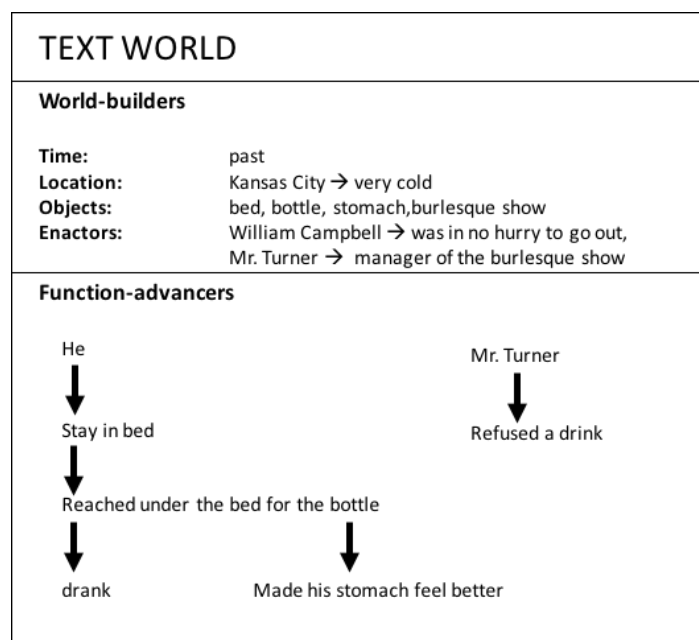 TEXT WORLD
World-builders
Time: past
Location: Kansas City → very cold
Objects: bed, bottle, stomach,burlesque show
Enactors: William Campbell → was in no hurry to go out,
Mr. Turner → manager of the burlesque show
Function-advancers
He
Mr. Turner
Stay in bed
Refused a drink
Reached under the bed for the bottle
drank
Made his stomach feel better